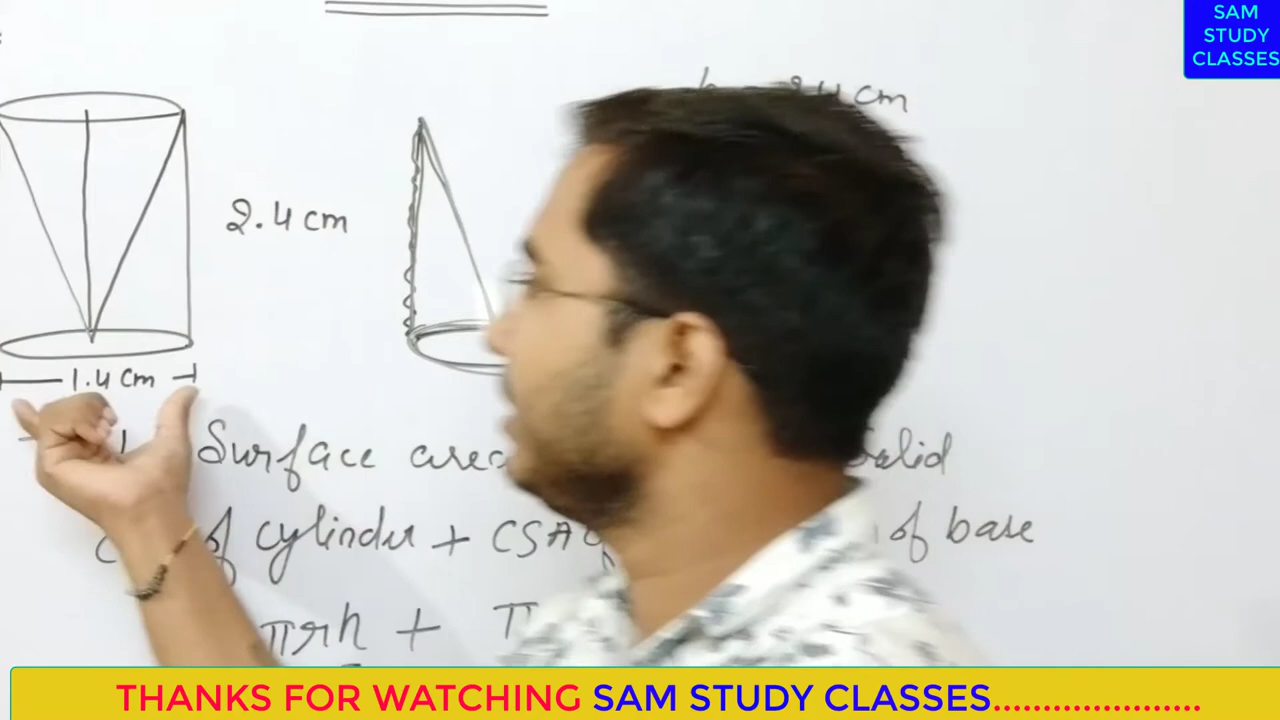 SAM
STUDY
CLASSES
cm
2.4 cm
1.4 cm
Surface area Solid
of cylinder + CSA of base
πrh + π
THANKS FOR WATCHING SAM STUDY CLASSES.....................